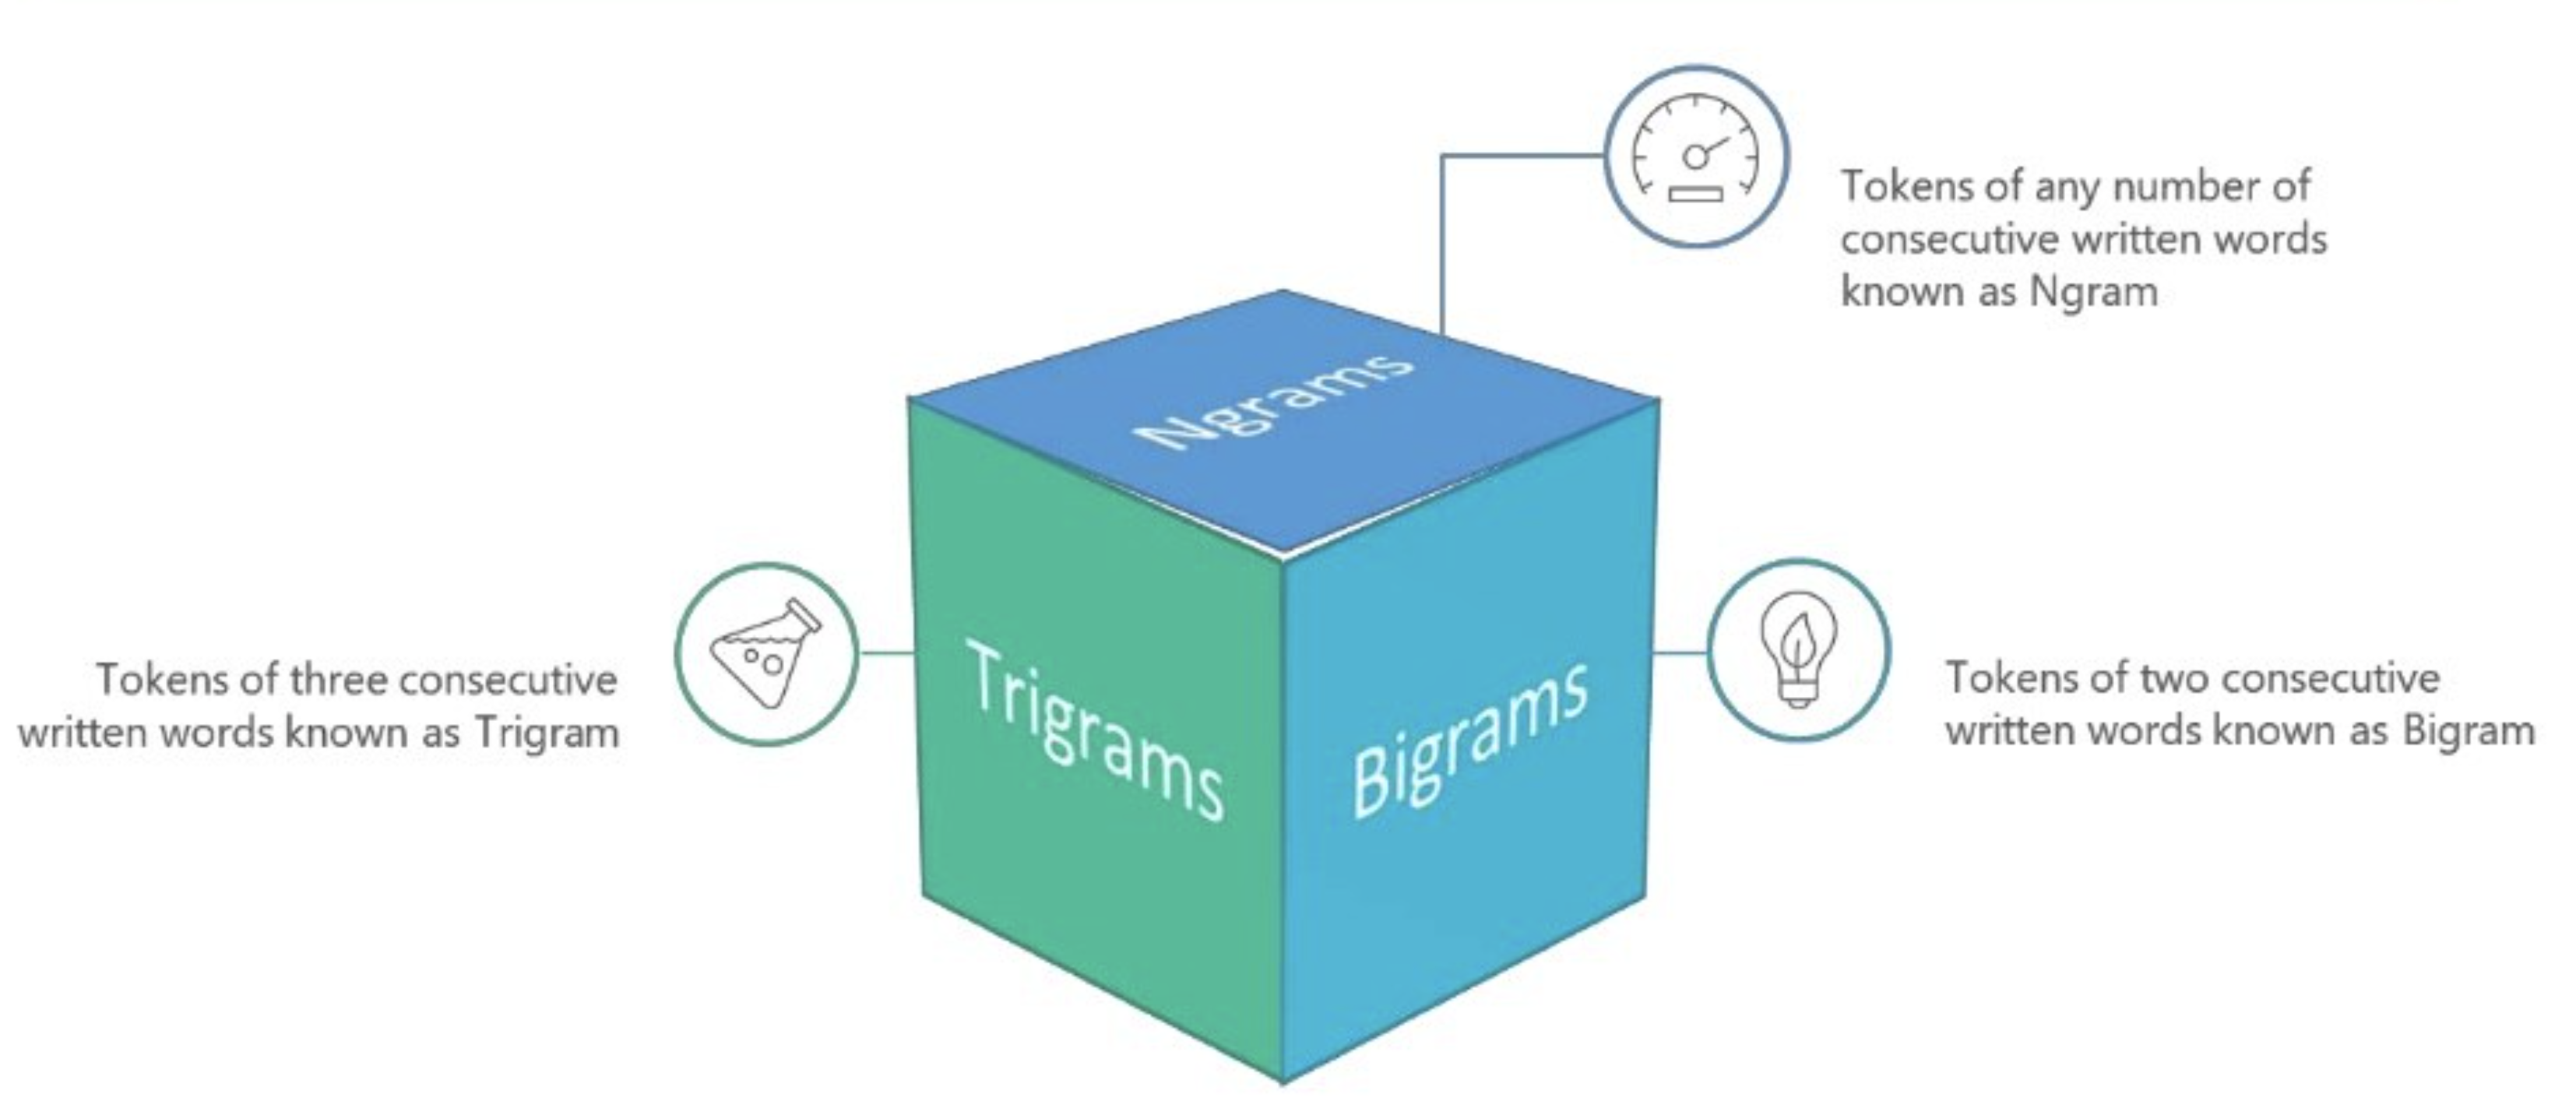 Tokens of any number of
consecutive written words
known as Ngram
Ngrams
Trigrams
Bigrams
Tokens of three consecutive
written words known as Trigram
Tokens of two consecutive
written words known as Bigram